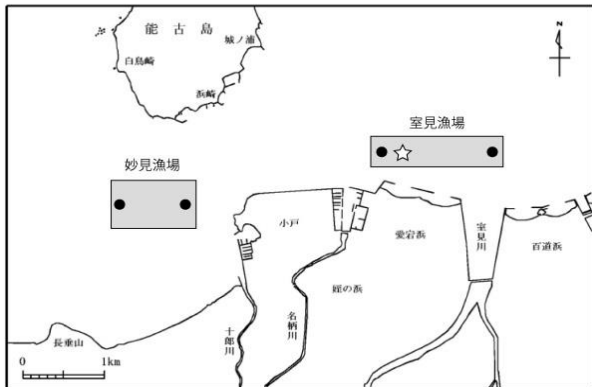 能古島
城ノ浦
白鳥崎
浜崎
N
室見漁場
妙見漁場
小戸
愛宕浜
室見川
百道浜
姪の浜
名柄川
十郎川
長垂山
0 1km